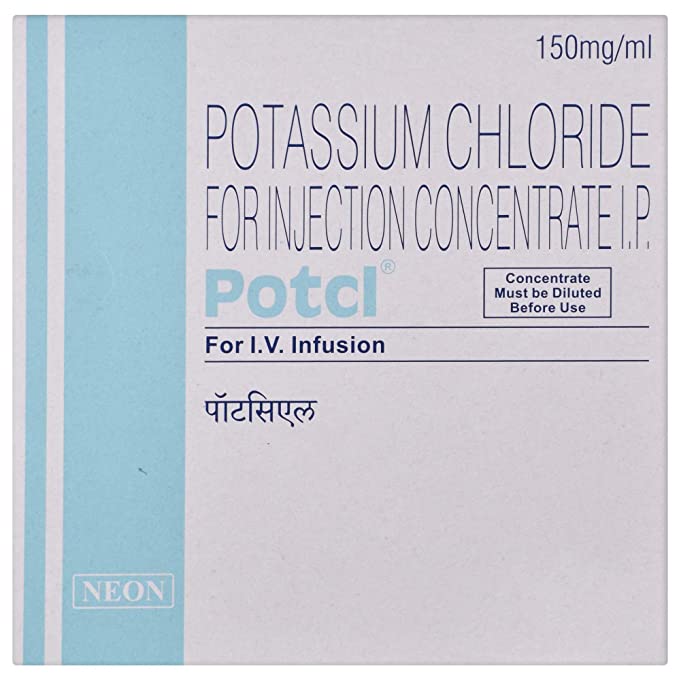 150mg/ml
POTASSIUM CHLORIDE
FOR INJECTION CONCENTRATE I.P.
Potcl®
Concentrate
Must be Diluted
Before Use
For I.V. Infusion
पॉटसिएल
NEON